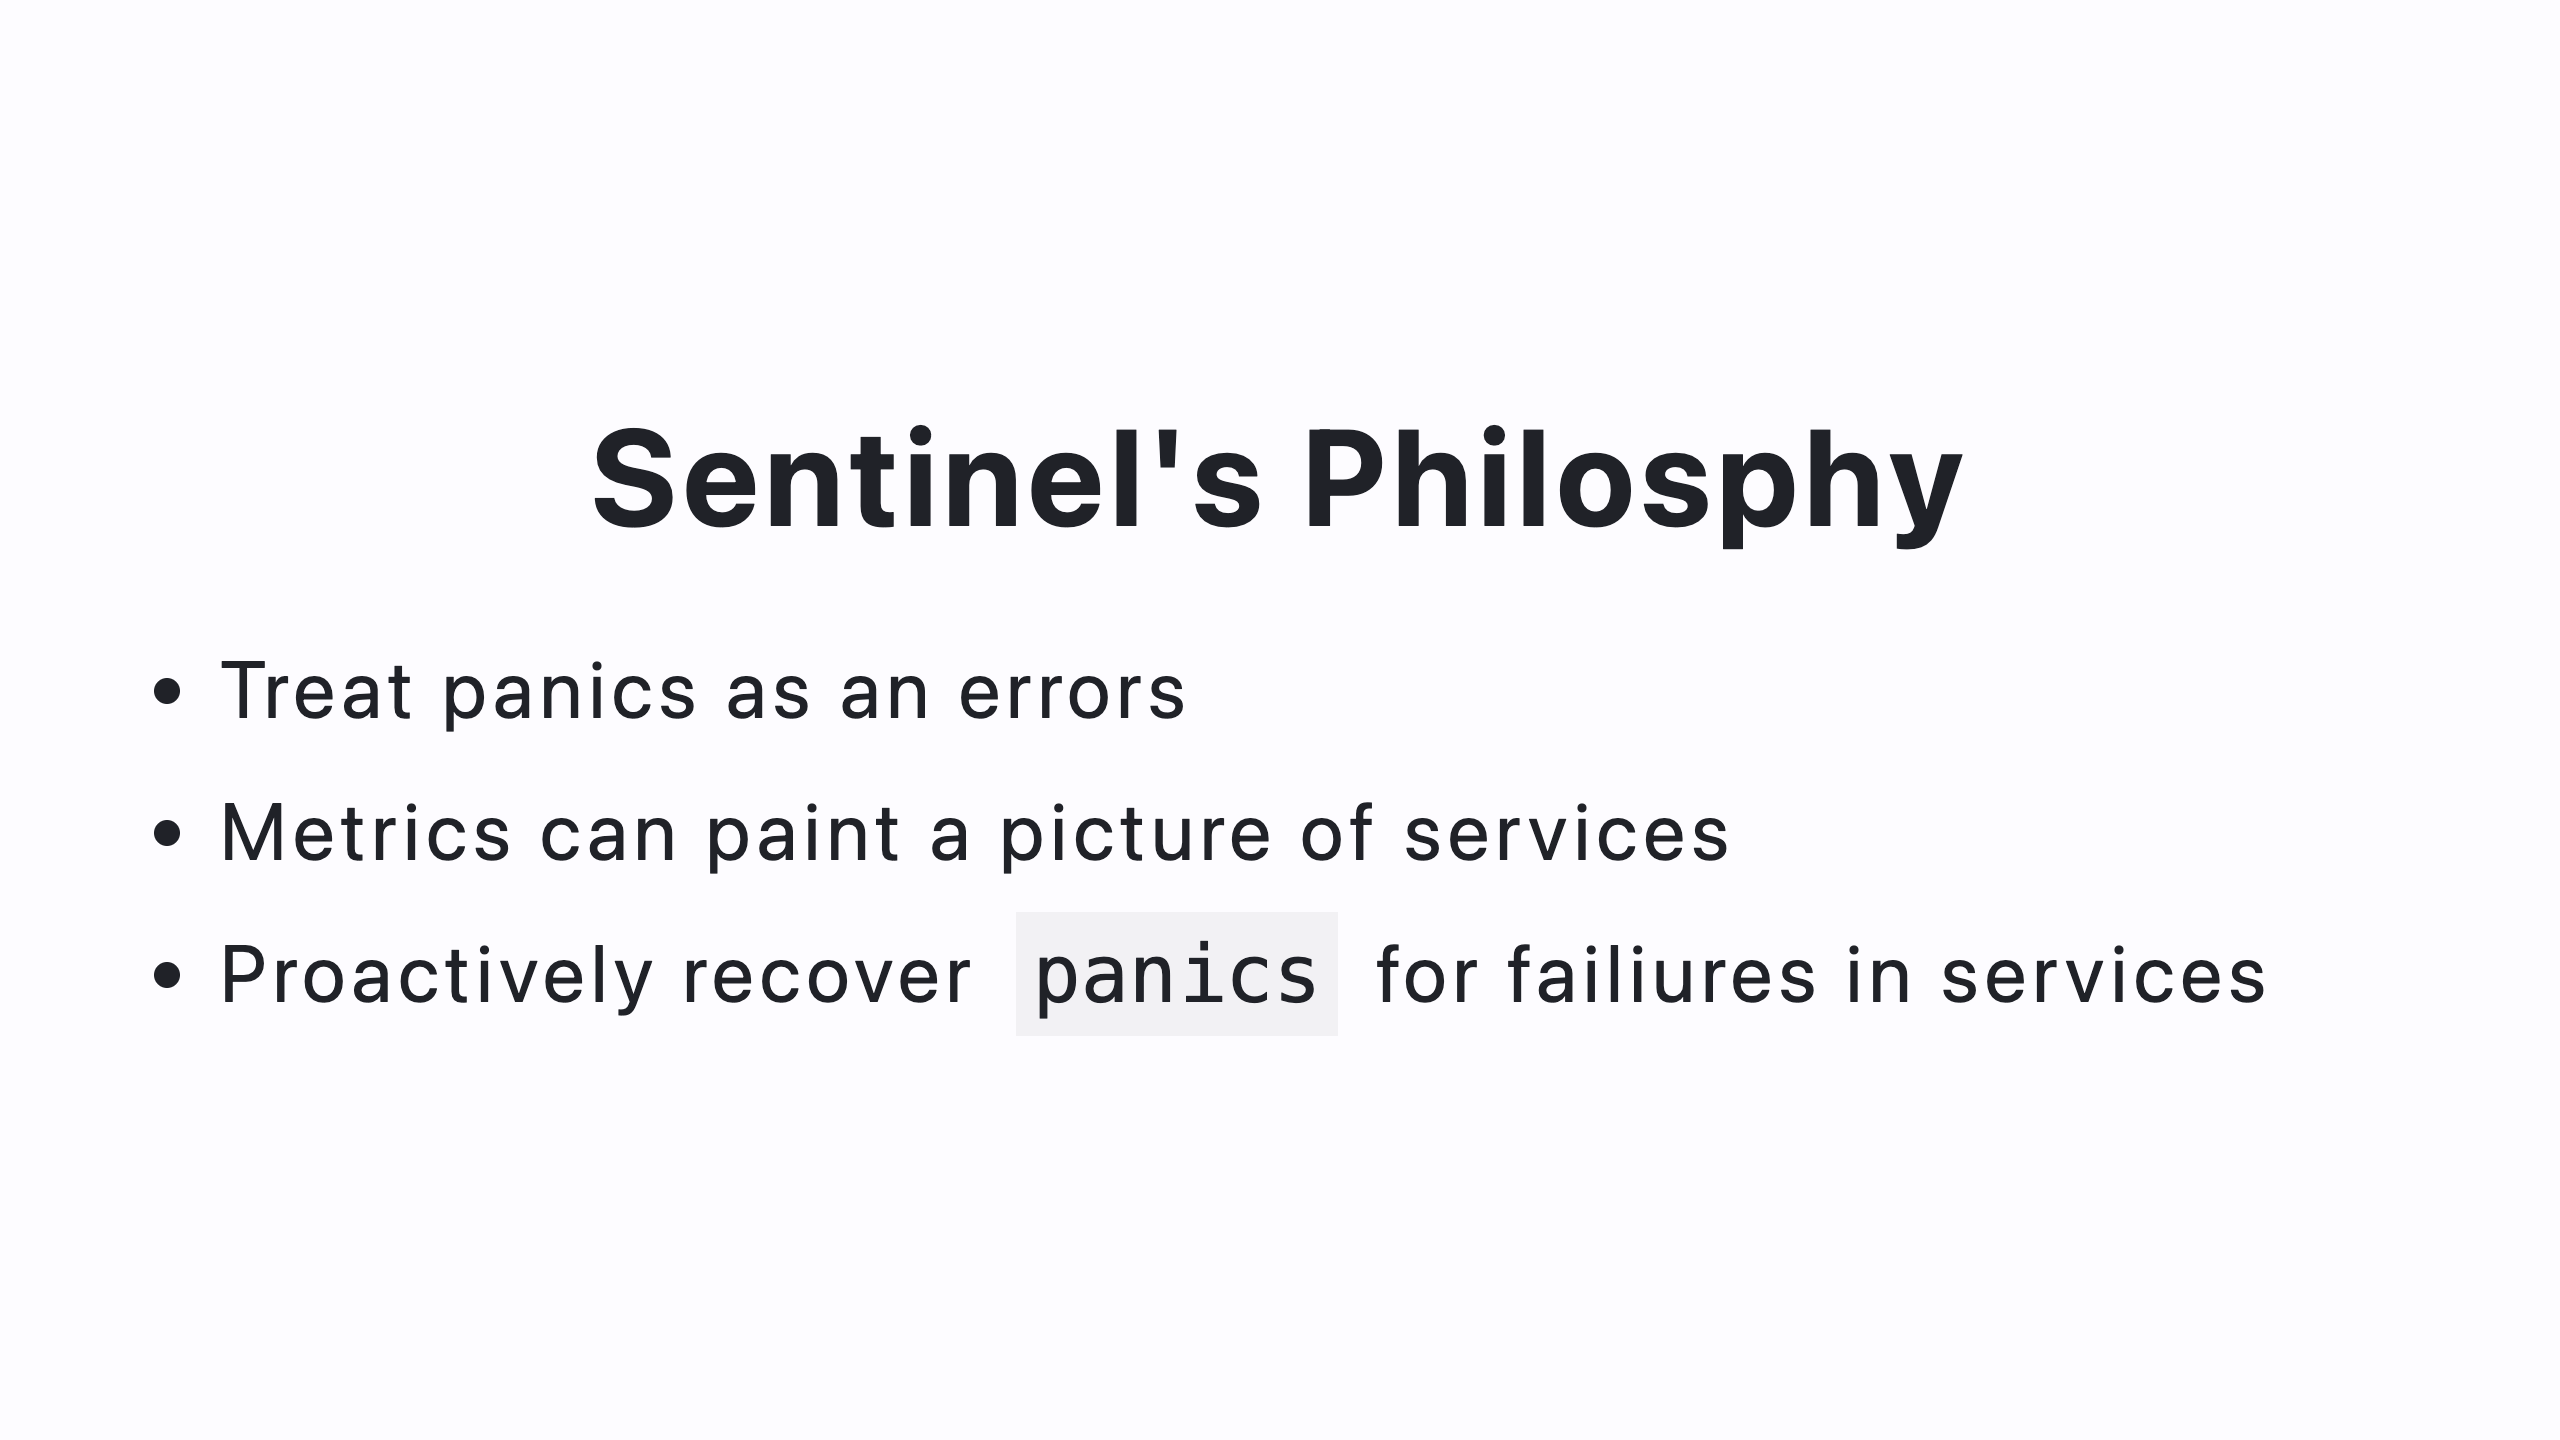 Sentinel's Philosphy
• Treat panics as an errors
• Metrics can paint a picture of services
• Proactively recover panics for failiures in services